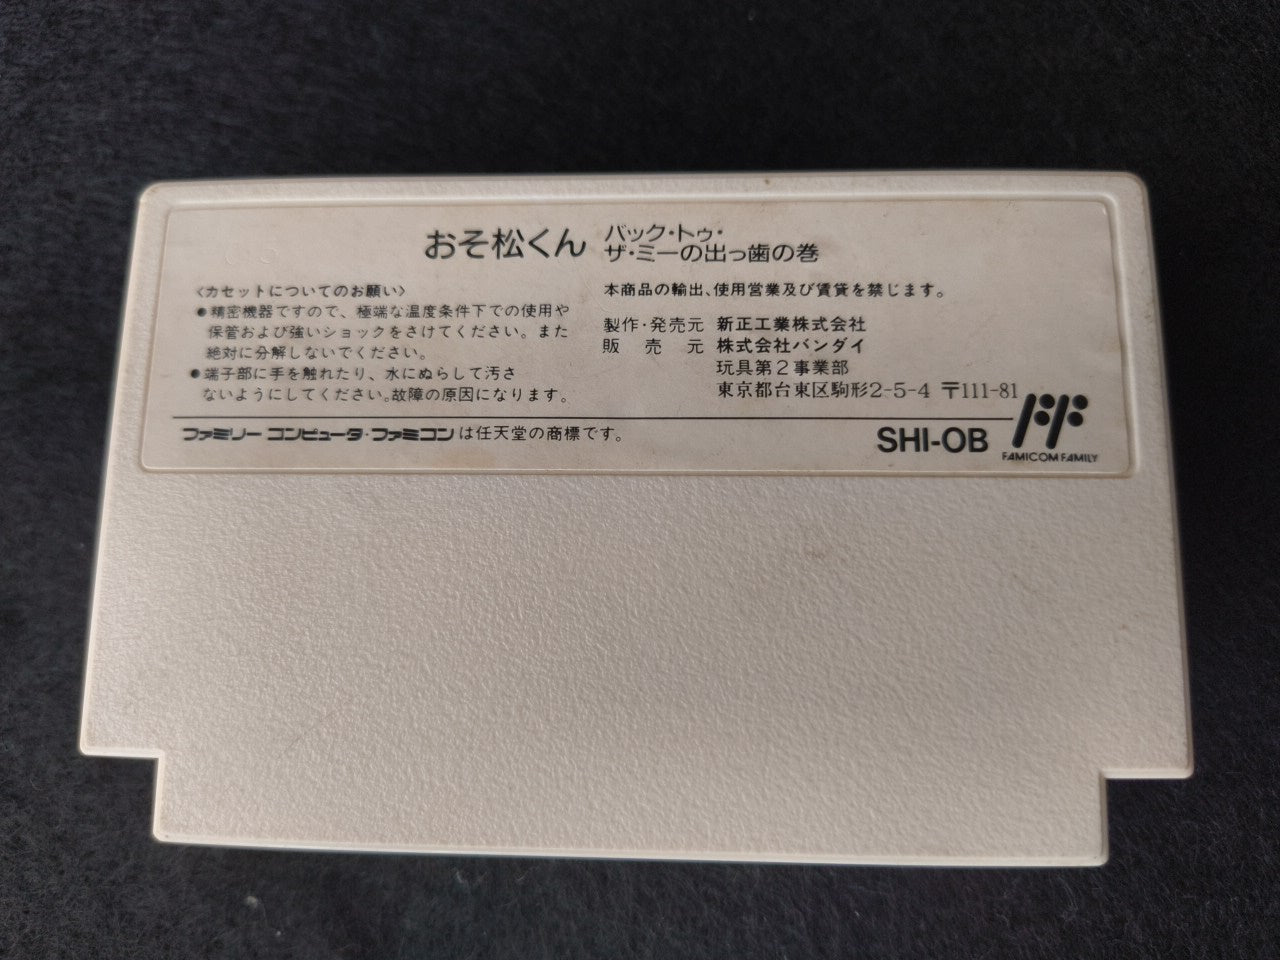 おそ松くん バック・トゥ・
ザ・ミーの出っ歯の巻
〈カセットについてのお願い〉
●精密機器ですので、極端な温度条件下での使用や
保管および強いショックをさけてください。また
絶対に分解しないでください。
●端子部に手を触れたり、水にぬらして汚さ
ないようにしてください。故障の原因になります。
本商品の輸出、使用営業及び賃貸を禁じます。
製作・発売元 新正工業株式会社
販売元 株式会社バンダイ
玩具第2事業部
東京都台東区駒形2-5-4 〒111-81
ファミリーコンピュータ・ファミコンは任天堂の商標です。
SHI-OB
FAMICOM FAMILY